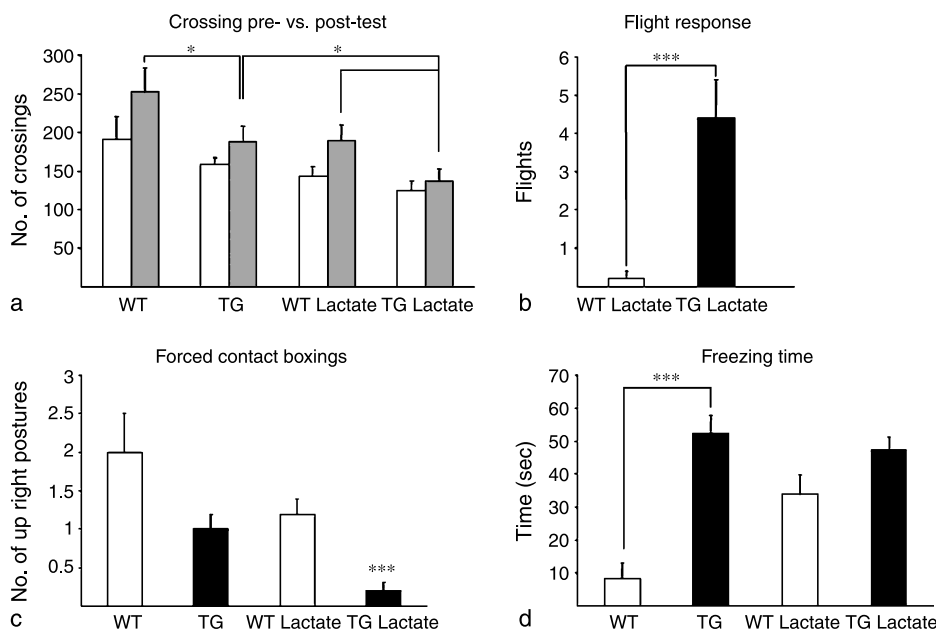 Crossing pre- vs. post-test
No. of crossings
300
250
200
150
100
50
*
*
WT
TG
WT Lactate
TG Lactate
a
Flight response
Flights
6
5
4
3
2
1
***
WT Lactate
TG Lactate
b
Forced contact boxings
No. of up right postures
3
2.5
2
1.5
1
0.5
***
WT
TG
WT Lactate
TG Lactate
c
Freezing time
Time (sec)
70
60
50
40
30
20
10
***
WT
TG
WT Lactate
TG Lactate
d